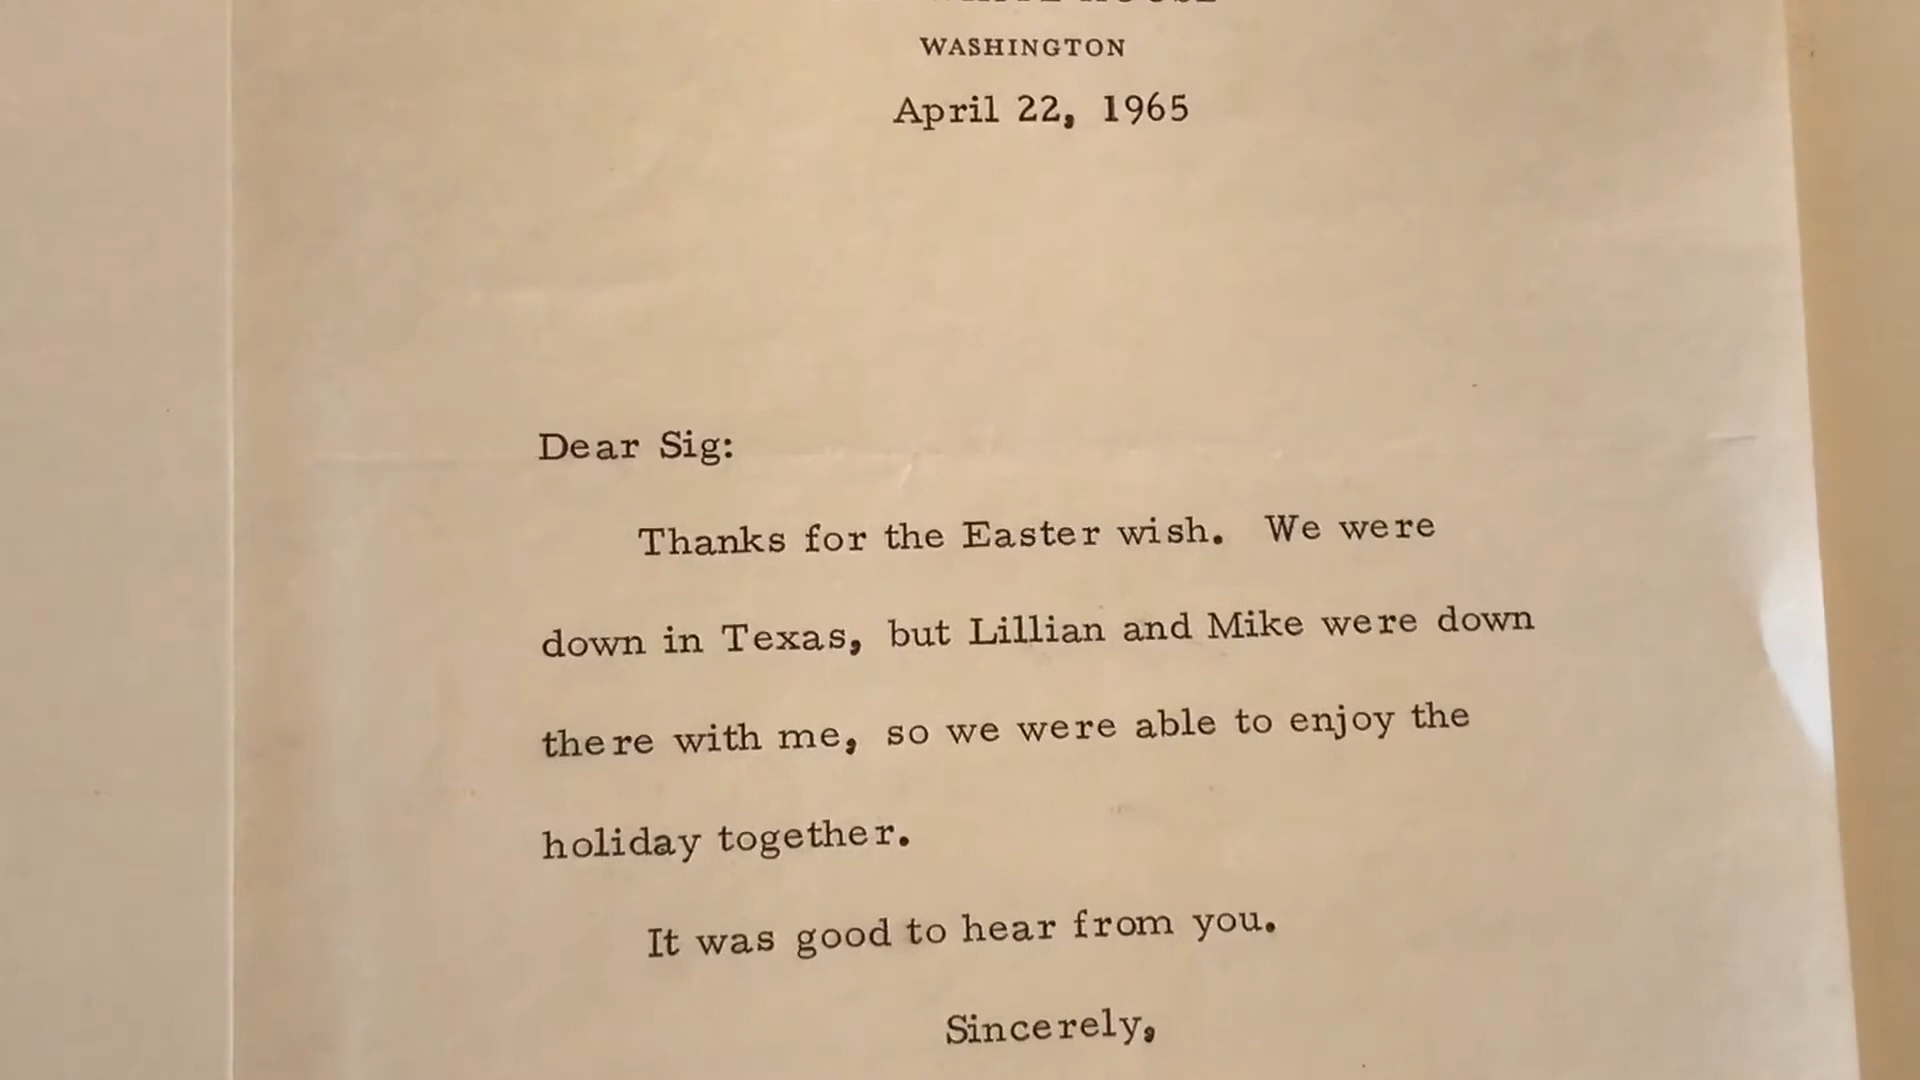 WASHINGTON
April 22, 1965
Dear Sig:
Thanks for the Easter wish. We were
down in Texas, but Lillian and Mike were down
there with me, so we were able to enjoy the
holiday together.
It was good to hear from you.
Sincerely,